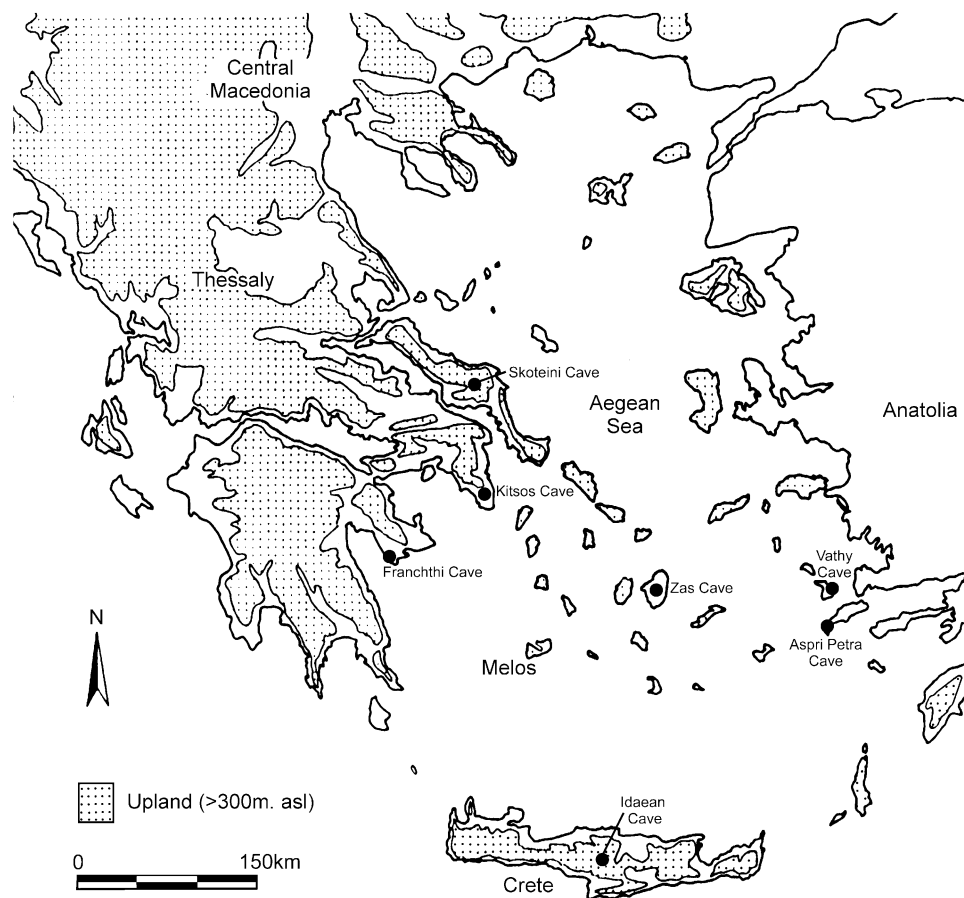 Central
Macedonia
Thessaly
Skoteini Cave
Aegean
Sea
Anatolia
Kitsos Cave
Franchthi Cave
Zas Cave
Vathy
Cave
Aspri Petra
Cave
N
Melos
Upland (>300m. asl)
Idaean
Cave
0
150km
Crete